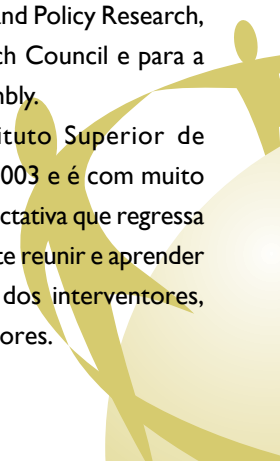 nd Policy Research,
ch Council e para a
mbly.
ituto Superior de
003 e é com muito
ectativa que regressa
te reunir e aprender
dos interventores,
ores.